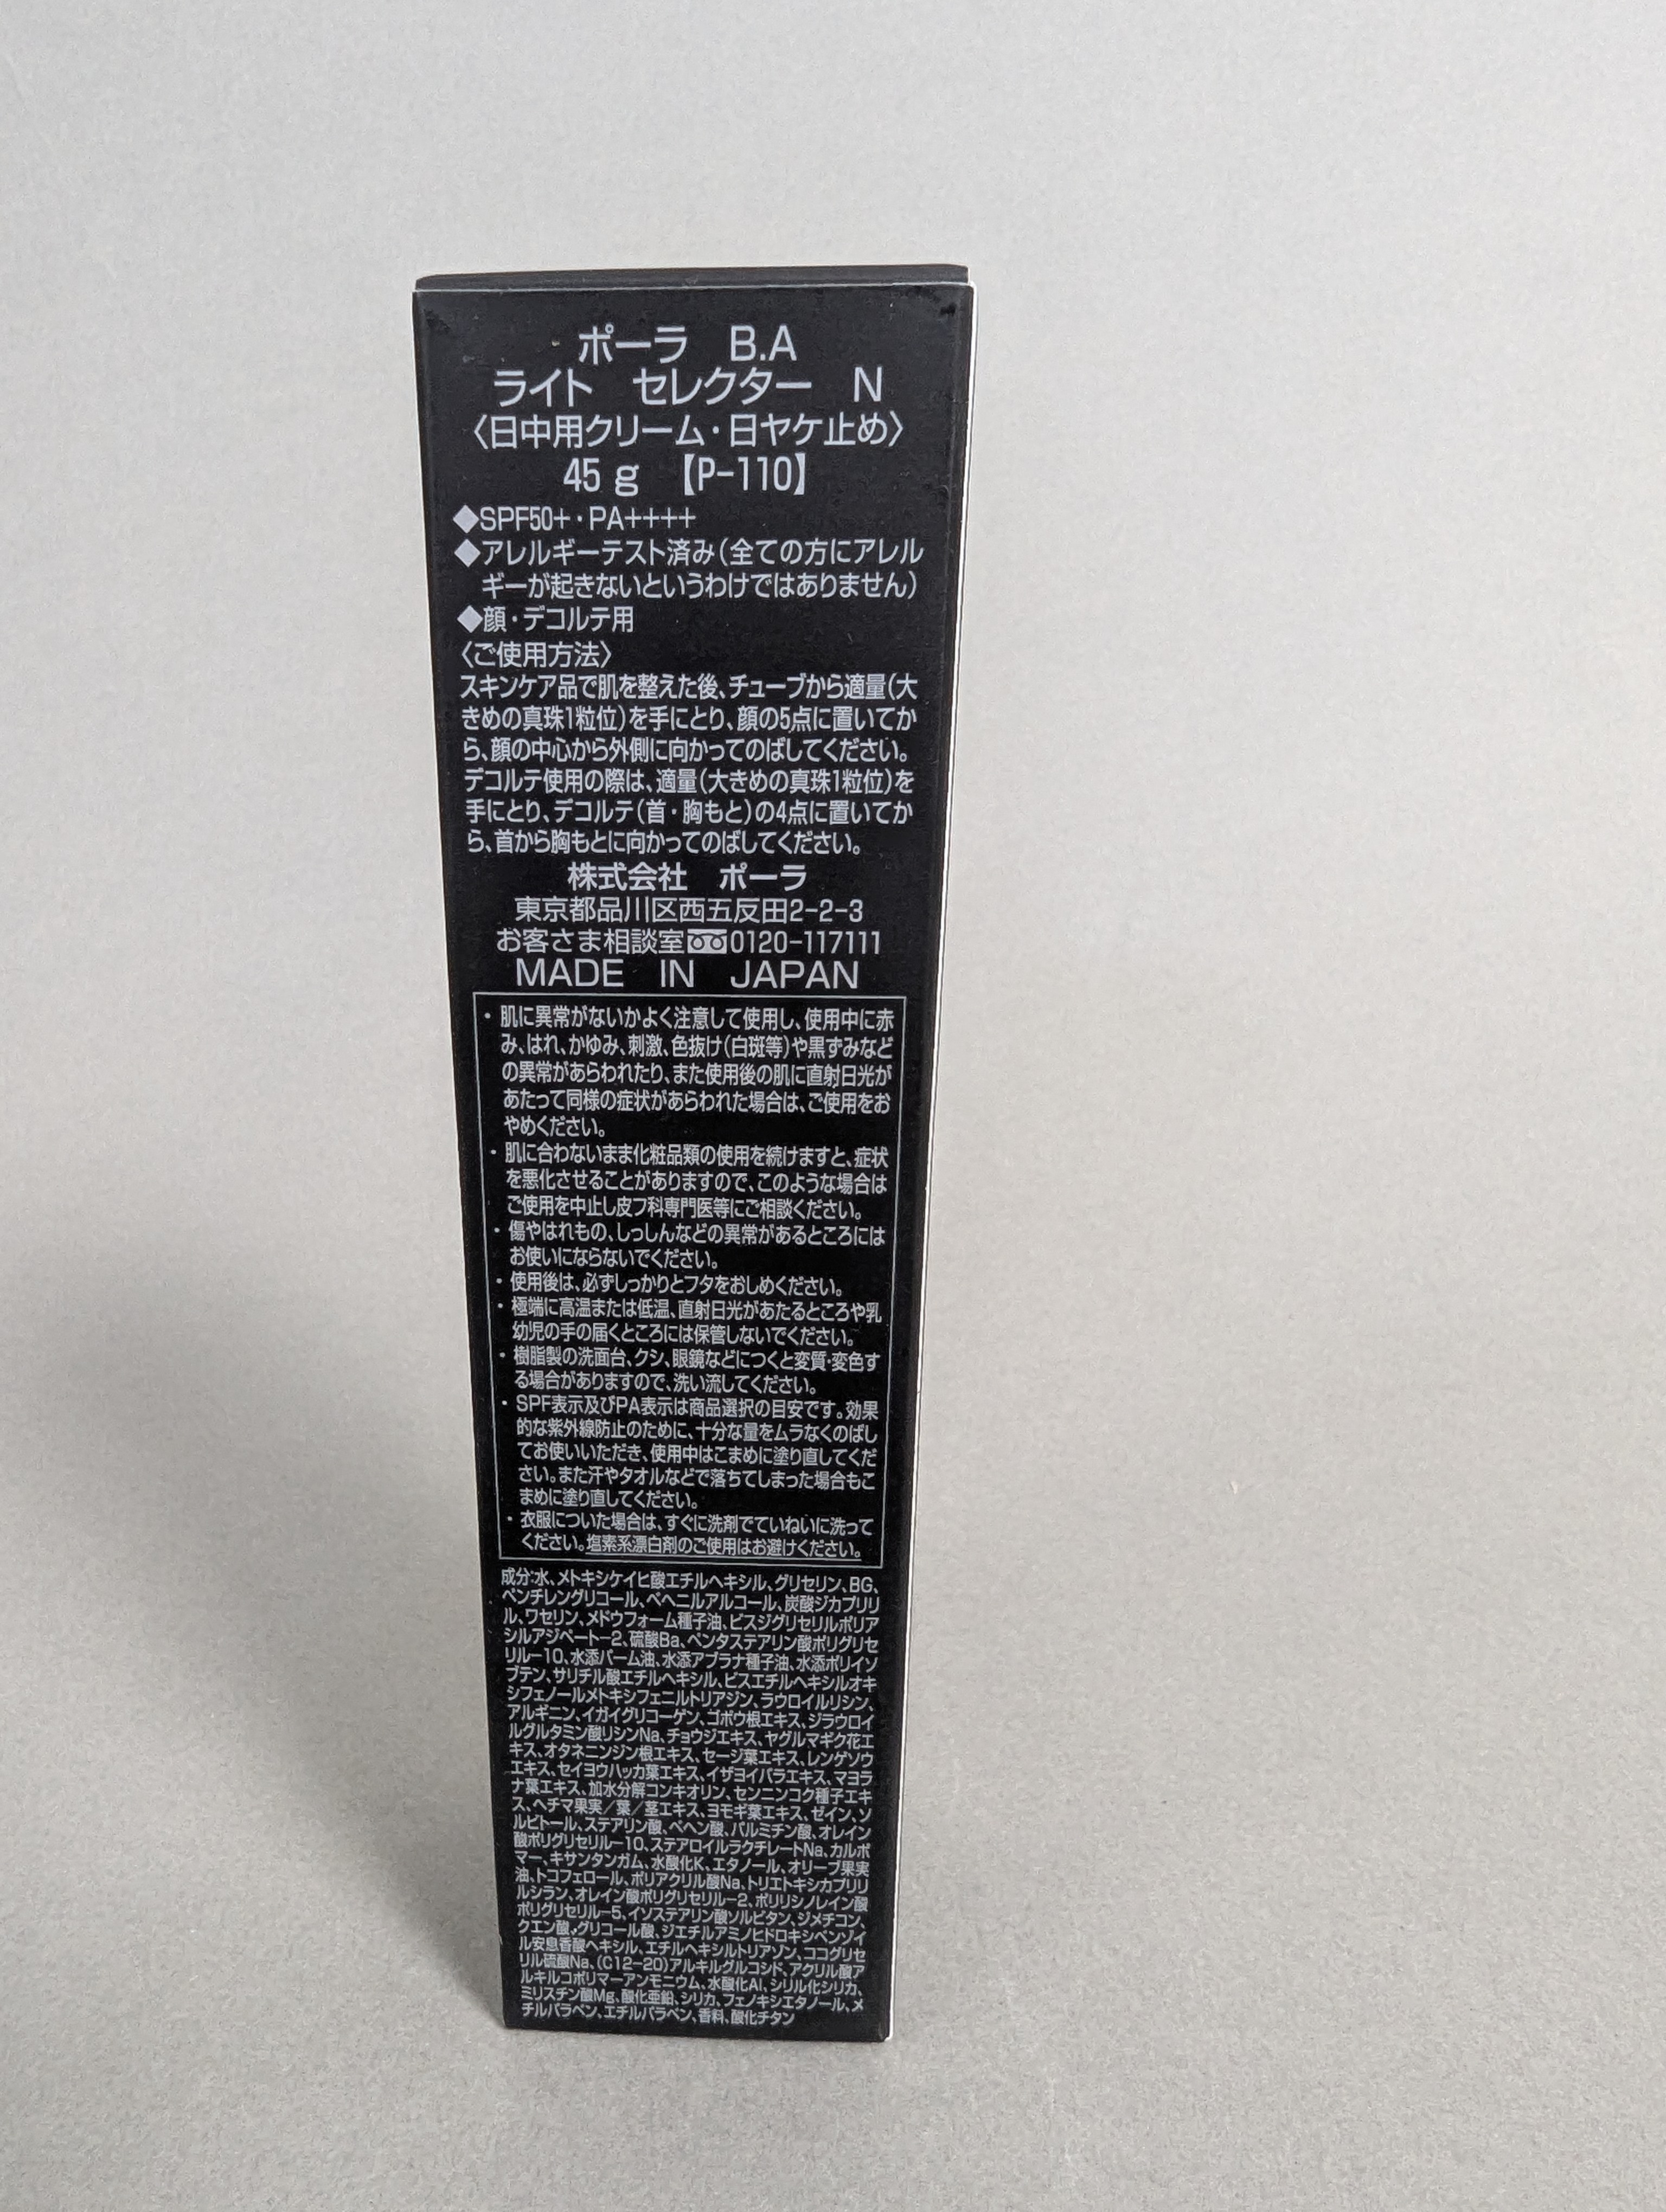 ポーラ　B.A
ライト　セレクター　N
〈日中用クリーム・日ヤケ止め〉
45 g　【P-110】
◆SPF50+・PA++++
◆アレルギーテスト済み（全ての方にアレル
ギーが起きないというわけではありません）
◆顔・デコルテ用
〈ご使用方法〉
スキンケア品で肌を整えた後、チューブから適量（大
きめの真珠1粒位）を手にとり、顔の5点に置いてか
ら、顔の中心から外側に向かってのばしてください。
デコルテ使用の際は、適量（大きめの真珠1粒位）を
手にとり、デコルテ（首・胸もと）の4点に置いてか
ら、首から胸もとに向かってのばしてください。
株式会社　ポーラ
東京都品川区西五反田2-2-3
お客さま相談室0120-117111
MADE　IN　JAPAN
・肌に異常がないかよく注意して使用し、使用中に赤
み、はれ、かゆみ、刺激、色抜け（白斑等）や黒ずみなど
の異常があらわれたり、また使用後の肌に直射日光が
あたって同様の症状があらわれた場合は、ご使用をお
やめください。
・肌に合わないまま化粧品類の使用を続けますと、症状
を悪化させることがありますので、このような場合は
ご使用を中止し皮フ科専門医等にご相談ください。
・傷やはれもの、しっしんなどの異常があるところには
お使いにならないでください。
・使用後は、必ずしっかりとフタをおしめください。
・極端に高温または低温、直射日光があたるところや乳
幼児の手の届くところには保管しないでください。
・樹脂製の洗面台、クシ、眼鏡などにつくと変質・変色す
る場合がありますので、洗い流してください。
・SPF表示及びPA表示は商品選択の目安です。効果
的な紫外線防止のために、十分な量をムラなくのばし
てお使いいただき、使用中はこまめに塗り直してくだ
さい。また汗やタオルなどで落ちてしまった場合もこ
まめに塗り直してください。
・衣服についた場合は、すぐに洗剤でていねいに洗って
ください。塩素系漂白剤のご使用はお避けください。
成分:水、メトキシケイヒ酸エチルヘキシル、グリセリン、BG、
ペンチレングリコール、ベヘニルアルコール、炭酸ジカプリリ
ル、ワセリン、メドウフォーム種子油、ビスジグリセリルポリア
シルアジペート-2、硫酸Ba、ペンタステアリン酸ポリグリセ
リル-10、水添パーム油、水添アブラナ種子油、水添ポリイソ
ブテン、サリチル酸エチルヘキシル、ビスエチルヘキシルオキ
シフェノールメトキシフェニルトリアジン、ラウロイルリシン、
アルギニン、イガイグリコーゲン、ゴボウ根エキス、ジラウロイ
ルグルタミン酸リシンNa、チョウジエキス、ヤグルマギク花エ
キス、オタネニンジン根エキス、セージ葉エキス、レンゲソウ
エキス、セイヨウハッカ葉エキス、イザヨイバラエキス、マヨラ
ナ葉エキス、加水分解コンキオリン、センニンコク種子エキ
ス、ヘチマ果実／葉／茎エキス、ヨモギ葉エキス、ゼイン、ソ
ルビトール、ステアリン酸、ベヘン酸、パルミチン酸、オレイン
酸ポリグリセリル-10、ステアロイルラクチレートNa、カルボ
マー、キサンタンガム、水酸化K、エタノール、オリーブ果実
油、トコフェロール、ポリアクリル酸Na、トリエトキシカプリリ
ルシラン、オレイン酸ポリグリセリル-2、ポリリシノレイン酸
ポリグリセリル-5、イソステアリン酸ソルビタン、ジメチコン、
クエン酸、グリコール酸、ジエチルアミノヒドロキシベンゾイ
ル安息香酸ヘキシル、エチルヘキシルトリアゾン、ココグリセ
リル硫酸Na、(C12-20)アルキルグルコシド、アクリル酸ア
ルキルコポリマーアンモニウム、水酸化Al、シリル化シリカ、
ミリスチン酸Mg、酸化亜鉛、シリカ、フェノキシエタノール、メ
チルパラベン、エチルパラベン、香料、酸化チタン